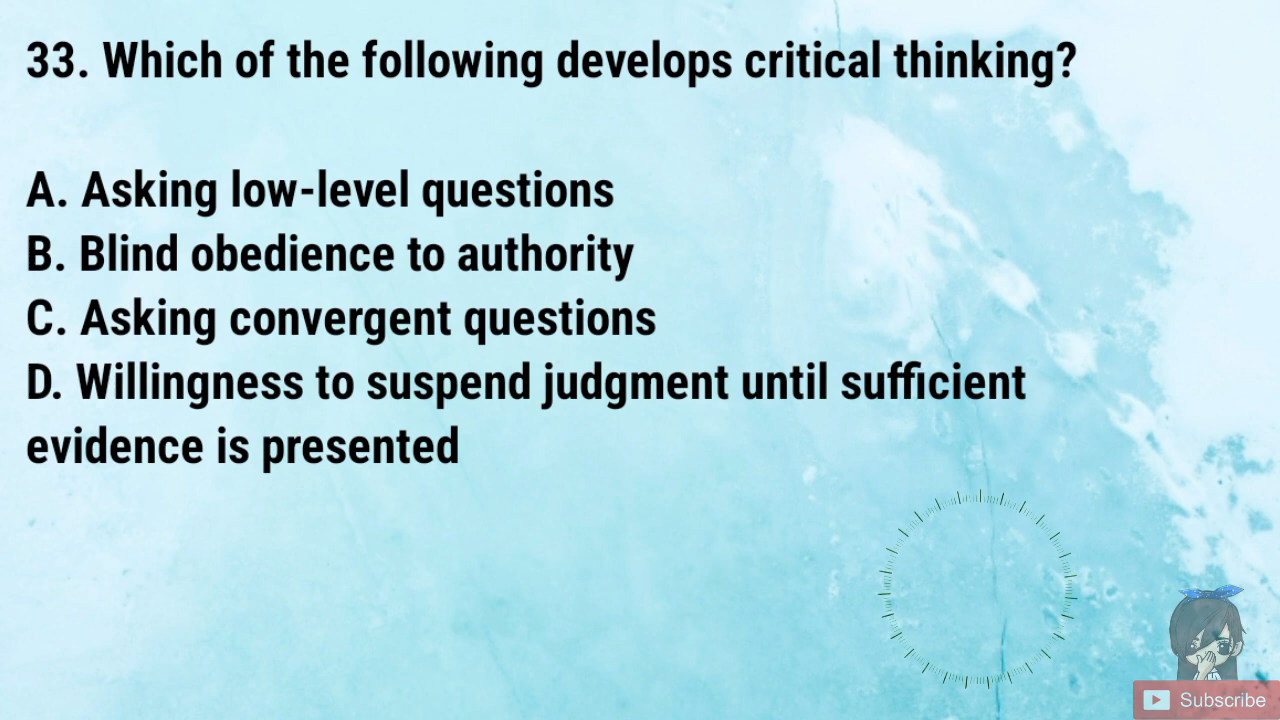 33. Which of the following develops critical thinking?
A. Asking low-level questions
B. Blind obedience to authority
C. Asking convergent questions
D. Willingness to suspend judgment until sufficient
evidence is presented
Subscribe